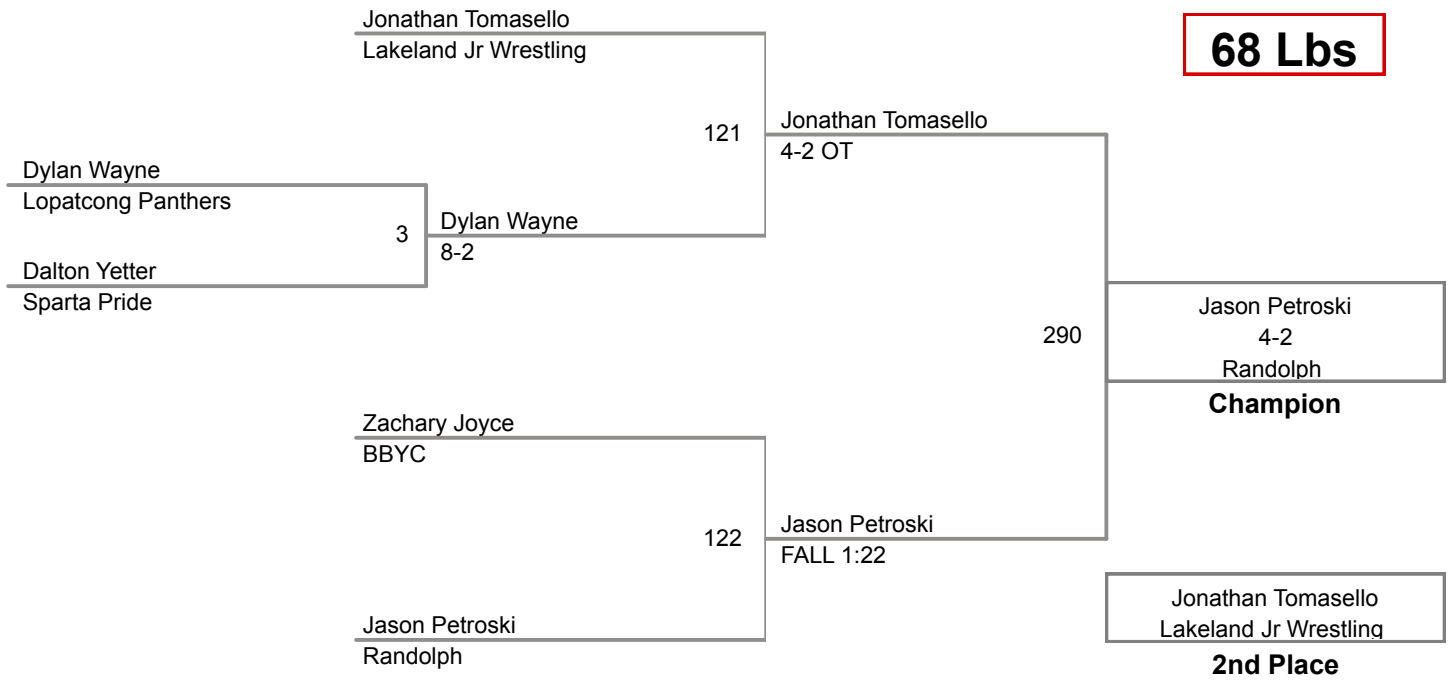 Jonathan Tomasello
Lakeland Jr Wrestling
68 Lbs
121
Jonathan Tomasello
4-2 OT
Dylan Wayne
Lopatcong Panthers
3
Dylan Wayne
8-2
Dalton Yetter
Sparta Pride
290
Jason Petroski
4-2
Randolph
Champion
Zachary Joyce
BBYC
122
Jason Petroski
FALL 1:22
Jason Petroski
Randolph
Jonathan Tomasello
Lakeland Jr Wrestling
2nd Place